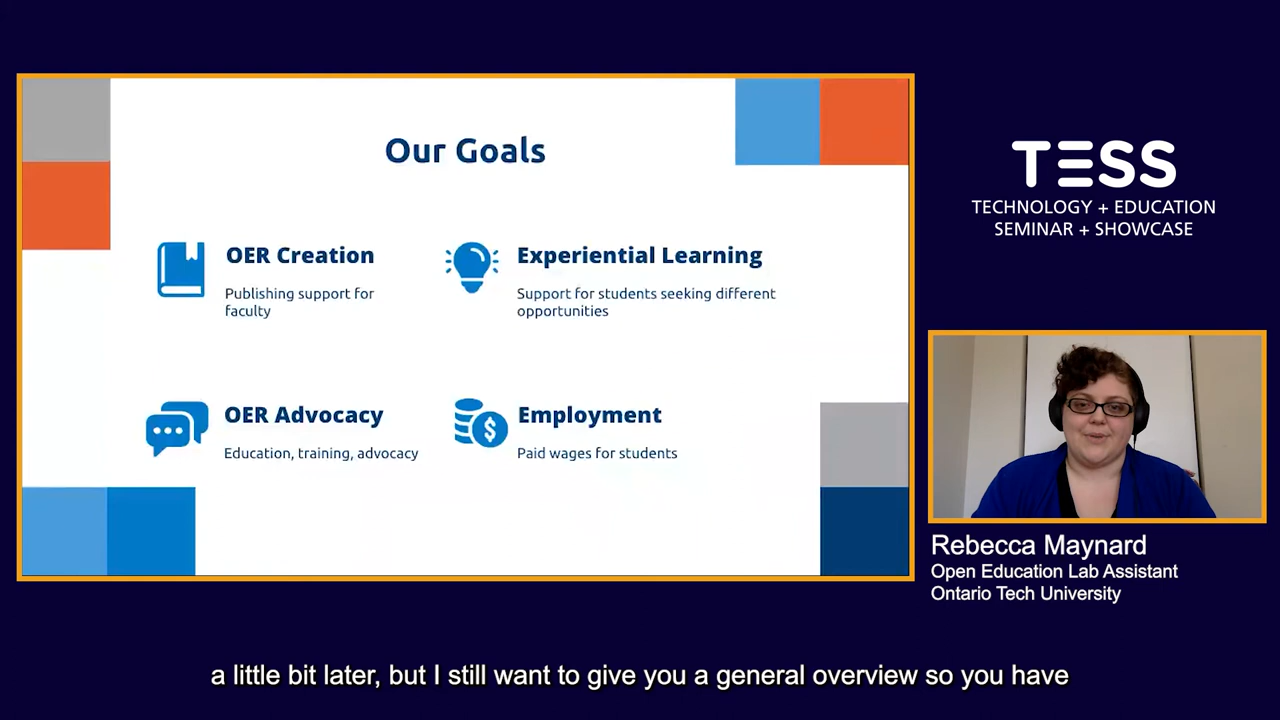 Our Goals
OER Creation
Publishing support for
faculty
Experiential Learning
Support for students seeking different
opportunities
OER Advocacy
Education, training, advocacy
Employment
Paid wages for students
TESS
TECHNOLOGY + EDUCATION
SEMINAR + SHOWCASE
Rebecca Maynard
Open Education Lab Assistant
Ontario Tech University
a little bit later, but I still want to give you a general overview so you have